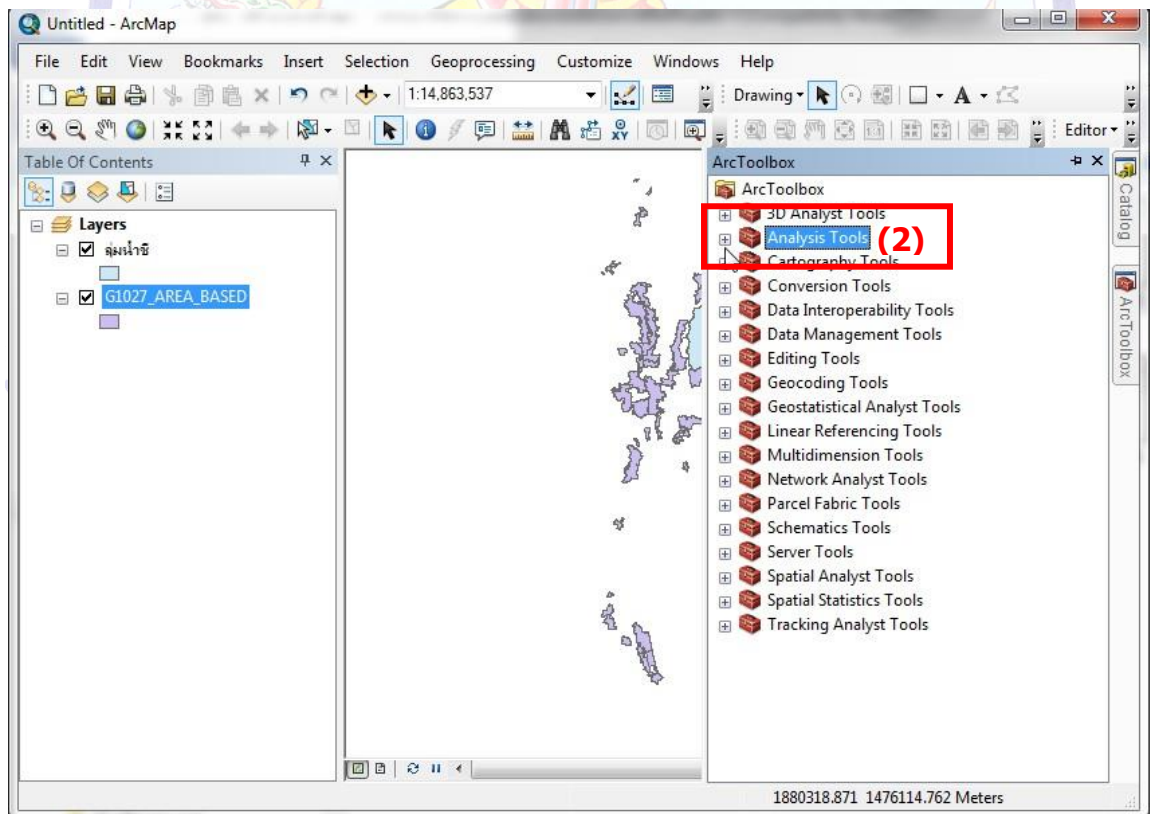 Untitled - ArcMap
File Edit View Bookmarks Insert Selection Geoprocessing Customize Windows Help
1:14,863,537
Drawing
Editor
Table Of Contents
Layers
ลุ่มน้ำชี
G1027_AREA_BASED
ArcToolbox
ArcToolbox
3D Analyst Tools
Analysis Tools (2)
Cartography Tools
Conversion Tools
Data Interoperability Tools
Data Management Tools
Editing Tools
Geocoding Tools
Geostatistical Analyst Tools
Linear Referencing Tools
Multidimension Tools
Network Analyst Tools
Parcel Fabric Tools
Schematics Tools
Server Tools
Spatial Analyst Tools
Spatial Statistics Tools
Tracking Analyst Tools
Catalog
ArcToolbox
1880318.871 1476114.762 Meters